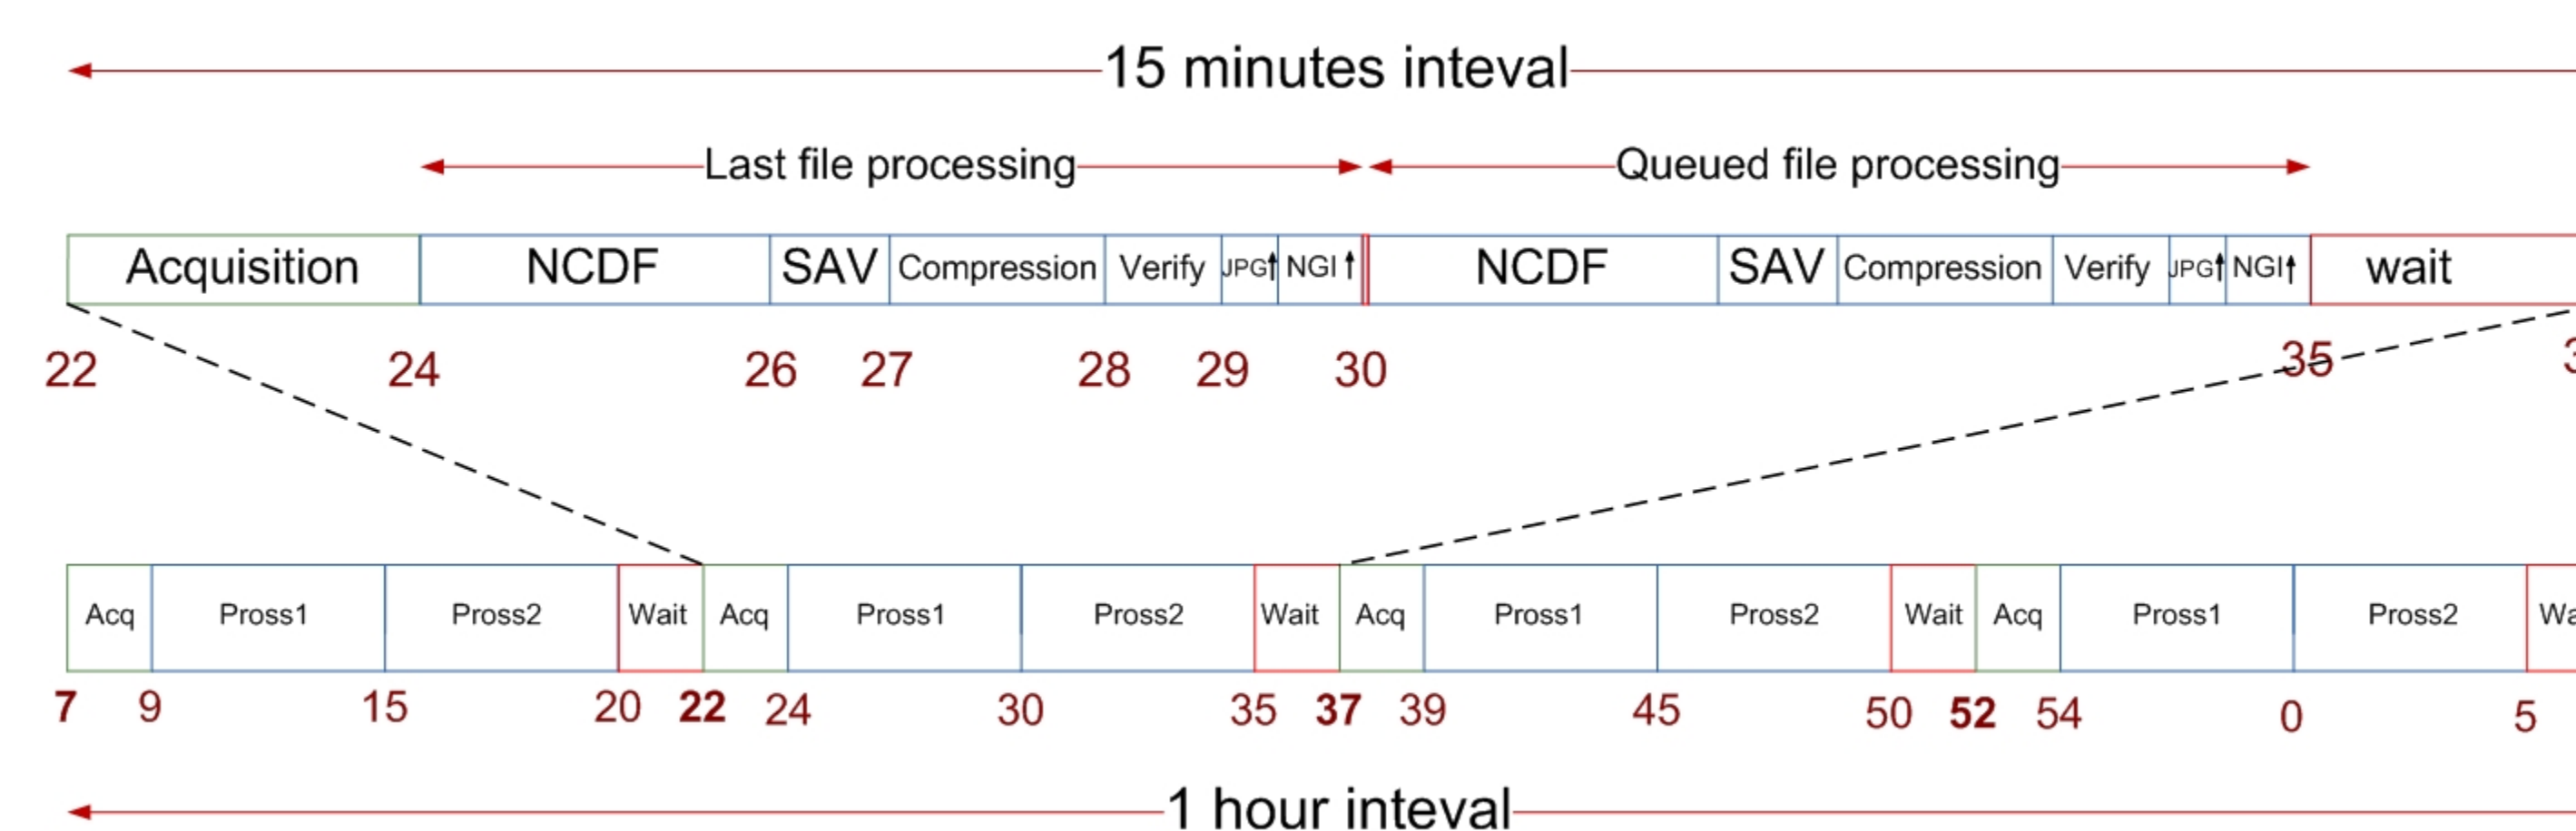 15 minutes inteval
Last file processing Queued file processing
Acquisition NCDF SAV Compression Verify JPG NGI NCDF SAV Compression Verify JPG NGI wait
22 24 26 27 28 29 30 35
Acq Pross1 Pross2 Wait Acq Pross1 Pross2 Wait Acq Pross1 Pross2 Wait Acq Pross1 Pross2
7 9 15 20 22 24 30 35 37 39 45 50 52 54 0 5
1 hour inteval